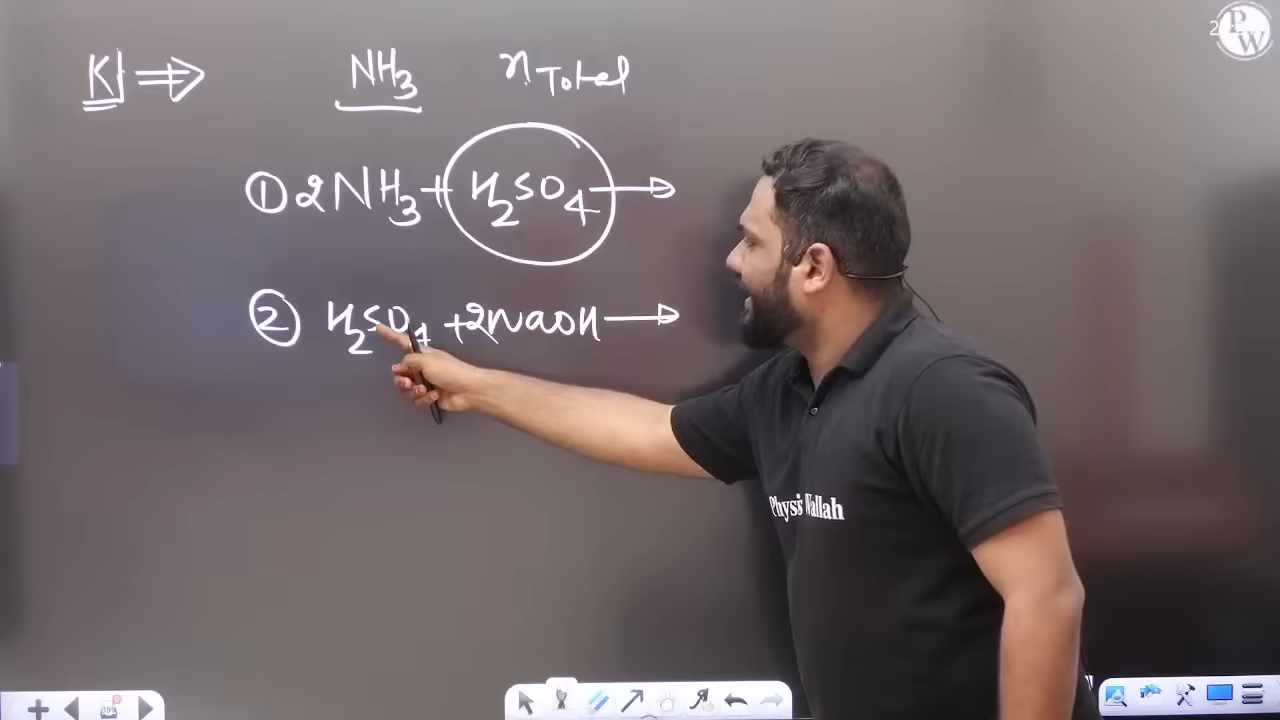 KJ ⇒ NH3 nTotal
① 2NH3 + H2SO4 →
② H2SO4 + 2NaOH →
PW
Physics Wallah